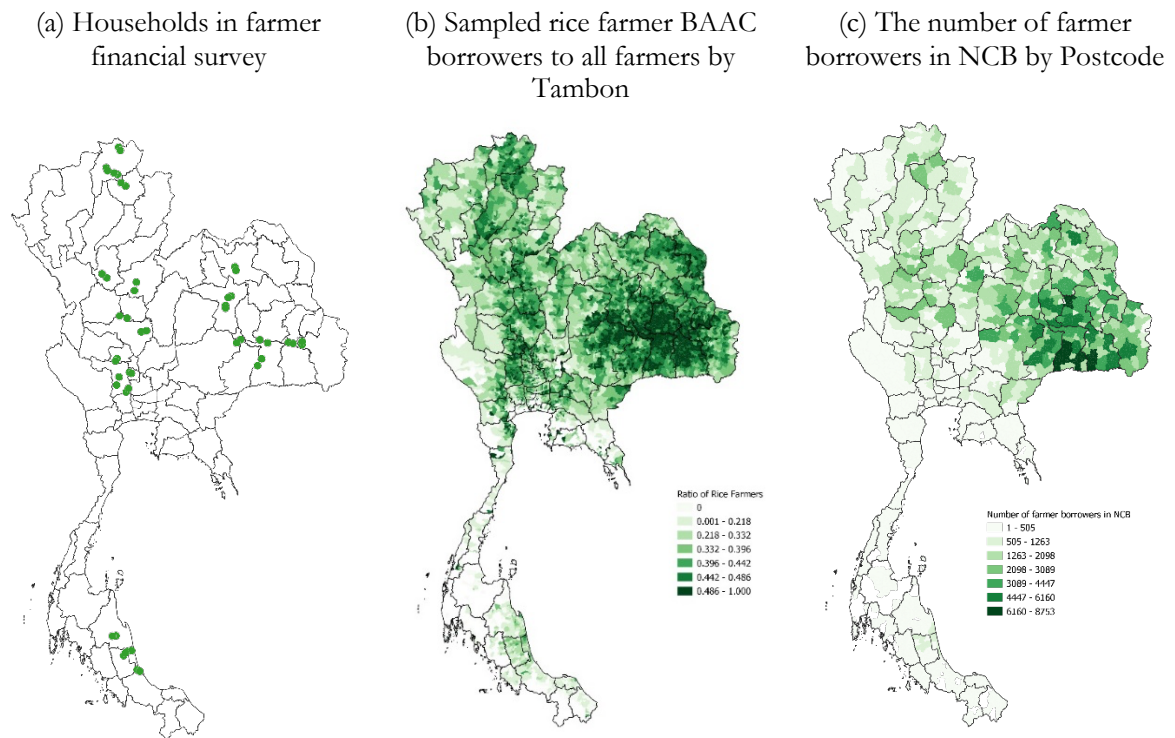 (a) Households in farmer
financial survey
(b) Sampled rice farmer BAAC
borrowers to all farmers by
Tambon
(c) The number of farmer
borrowers in NCB by Postcode
Ratio of Rice Farmers
0
0.001 - 0.218
0.218 - 0.332
0.332 - 0.396
0.396 - 0.442
0.442 - 0.486
0.486 - 1.000
Number of farmer borrowers in NCB
1 - 505
505 - 1263
1263 - 2098
2098 - 3089
3089 - 4447
4447 - 6160
6160 - 8753